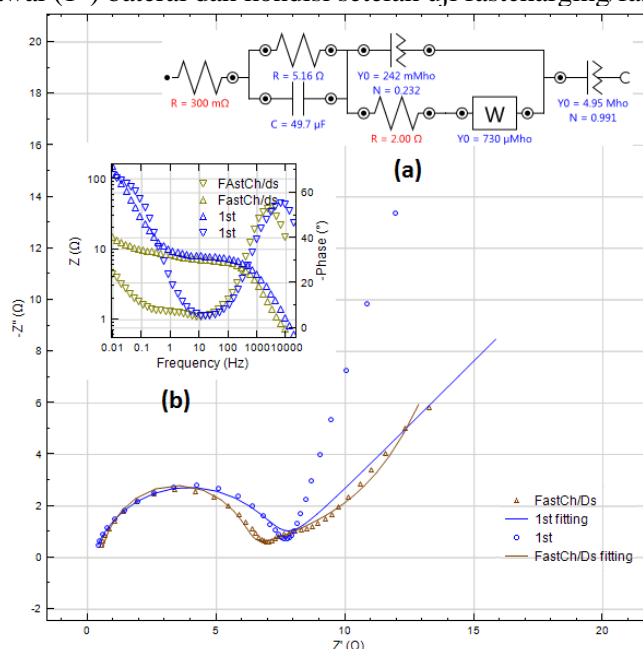 20
18
16
14
12
10
8
6
4
2
0
-2
-Z'' (Ω)
0
5
10
15
20
Z' (Ω)
R = 300 mΩ
R = 5.16 Ω
C = 49.7 µF
Y0 = 242 mMho
N = 0.232
R = 2.00 Ω
W
Y0 = 730 µMho
Y0 = 4.95 Mho
N = 0.991
(a)
FAstCh/ds
FastCh/ds
1st
1st
100
10
1
Z (Ω)
60
40
20
0
-Phase (°)
0.01
0.1
1
10
100
1000
10000
Frequency (Hz)
(b)
FastCh/Ds
1st fitting
1st
FastCh/Ds fitting